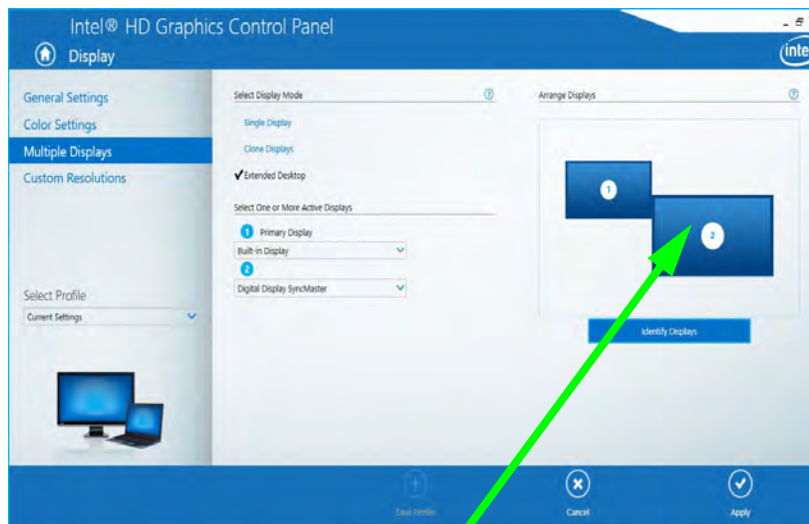 Intel® HD Graphics Control Panel
Display
General Settings
Color Settings
Multiple Displays
Custom Resolutions
Select Profile
Current Settings
Select Display Mode
Single Display
Clone Displays
Extended Desktop
Select One or More Active Displays
1 Primary Display
Built-in Display
2
Digital Display SyncMaster
Arrange Displays
1
2
Identify Displays
Save Profile
Cancel
Apply